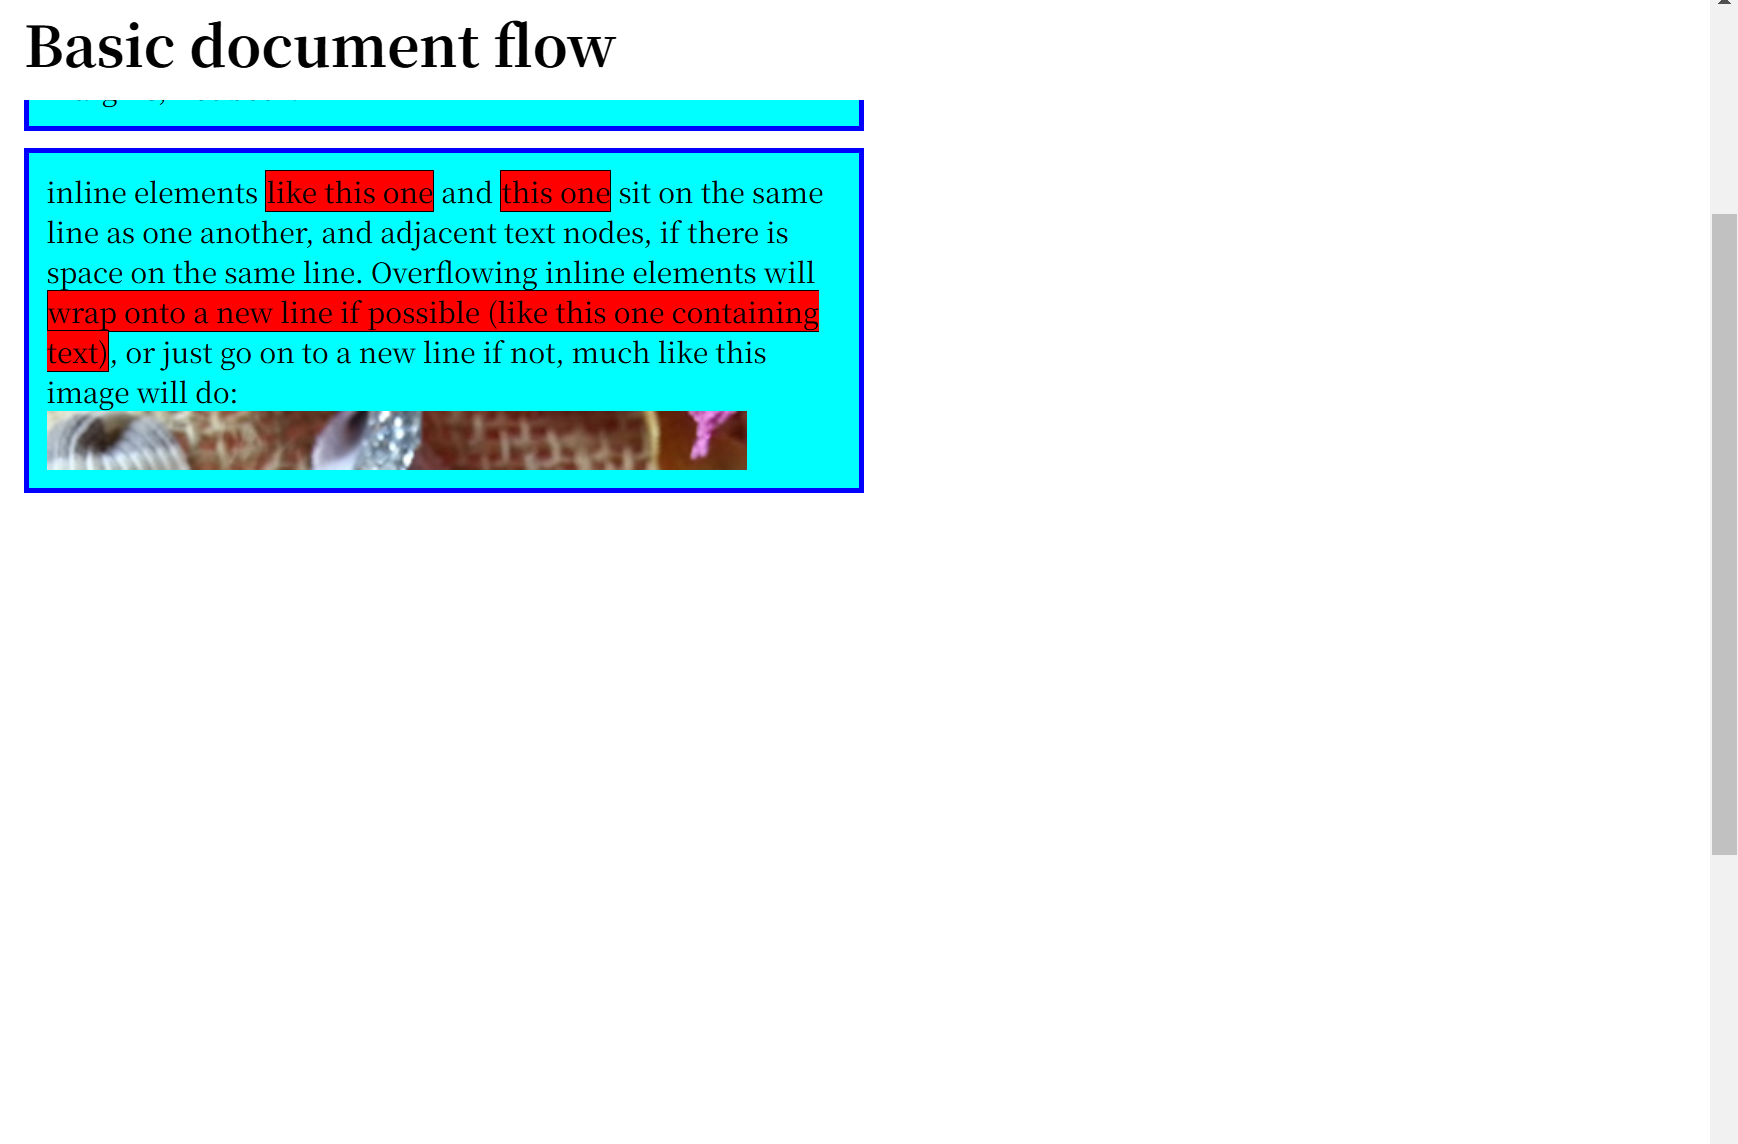 Basic document flow
inline elements like this one and this one sit on the same
line as one another, and adjacent text nodes, if there is
space on the same line. Overflowing inline elements will
wrap onto a new line if possible (like this one containing
text), or just go on to a new line if not, much like this
image will do: